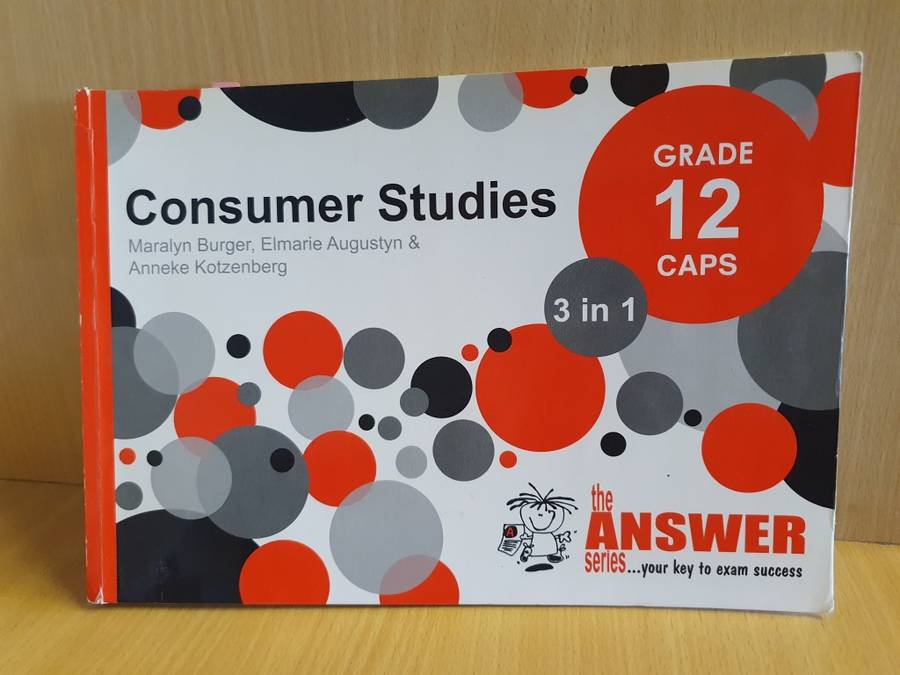 Consumer Studies
Maralyn Burger, Elmarie Augustyn &
Anneke Kotzenberg
GRADE
12
CAPS
3 in 1
A
the
ANSWER
series...your key to exam success